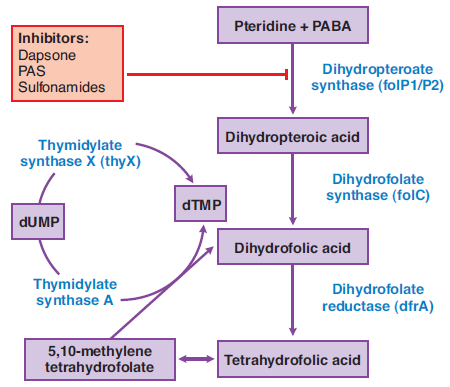 Inhibitors:
Dapsone
PAS
Sulfonamides
Pteridine + PABA
Dihydropteroate
synthase (folP1/P2)
Dihydropteroic acid
Thymidylate
synthase X (thyX)
dTMP
Dihydrofolate
synthase (folC)
dUMP
Dihydrofolic acid
Thymidylate
synthase A
Dihydrofolate
reductase (dfrA)
5,10-methylene
tetrahydrofolate
Tetrahydrofolic acid